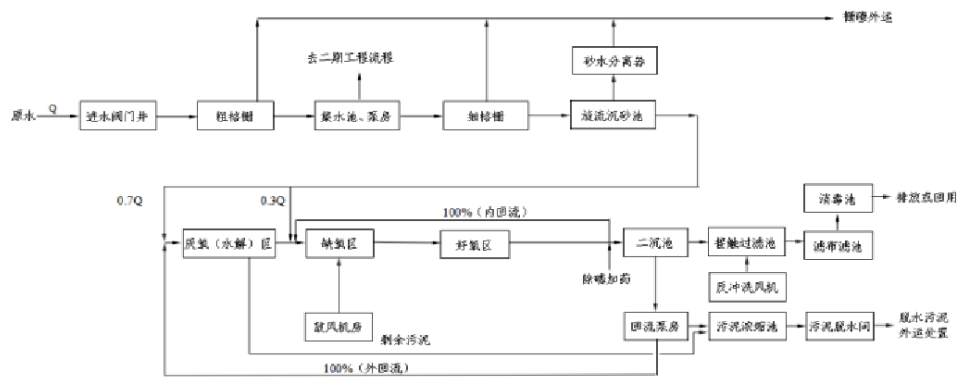 栅渣外运
去二期工程流程
砂水分离器
原水
Q
进水阀门井
粗格栅
集水池、泵房
细格栅
旋流沉砂池
0.7Q
0.3Q
100%（内回流）
消毒池
排放或回用
厌氧（水解）区
缺氧区
好氧区
二沉池
接触过滤池
滤布滤池
除磷加药
反冲洗风机
鼓风机房
剩余污泥
回流泵房
污泥浓缩池
污泥脱水间
脱水污泥
外运处置
100%（外回流）